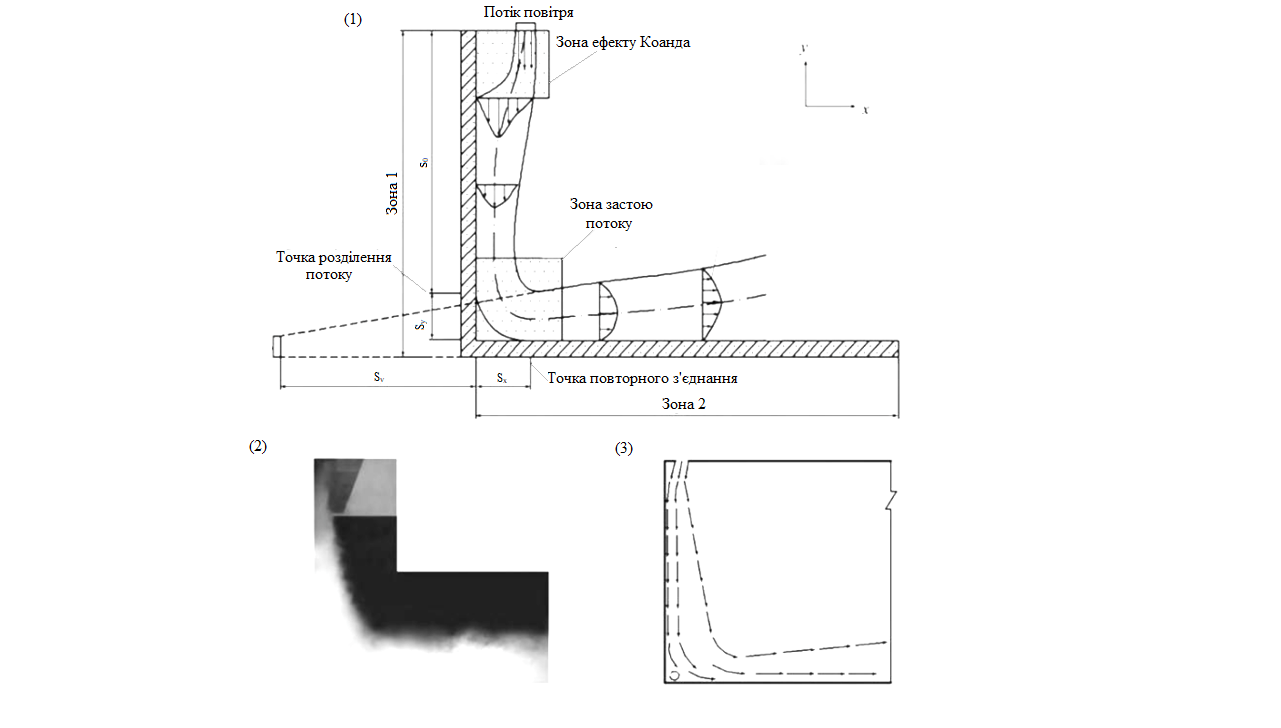 (1)
Потік повітря
Зона ефекту Коанда
y
x
Зона 1
s₀
Зона застою
потоку
Точка розділення
потоку
Sy
Sv
Sx
Точка повторного з'єднання
Зона 2
(2)
(3)